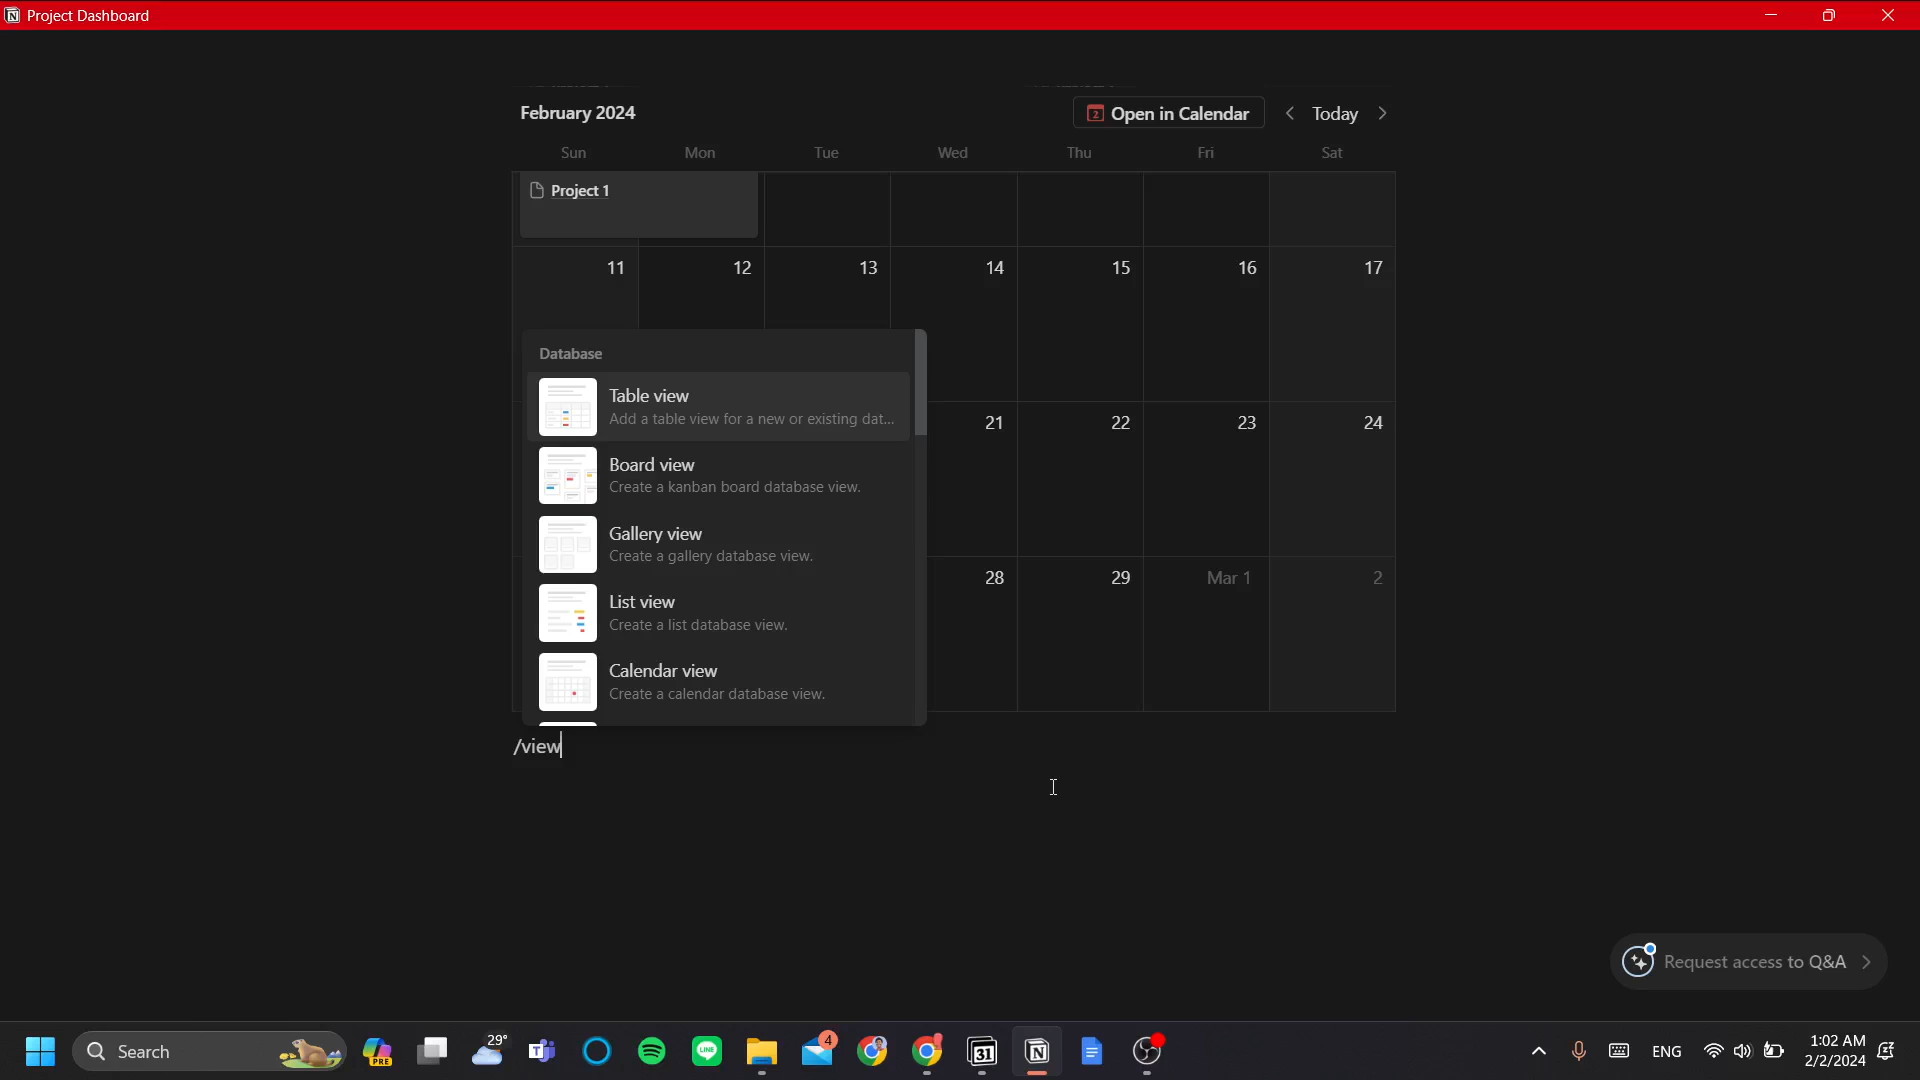 Project Dashboard
February 2024
2 Open in Calendar
Today
Sun Mon Tue Wed Thu Fri Sat
Project 1
11 12 13 14 15 16 17
Database
Table view
Add a table view for a new or existing dat...
21 22 23 24
Board view
Create a kanban board database view.
Gallery view
Create a gallery database view.
28 29 Mar 1 2
List view
Create a list database view.
Calendar view
Create a calendar database view.
/view
Request access to Q&A
Search
PRE
29°
LINE
4
31
ENG
1:02 AM
2/2/2024